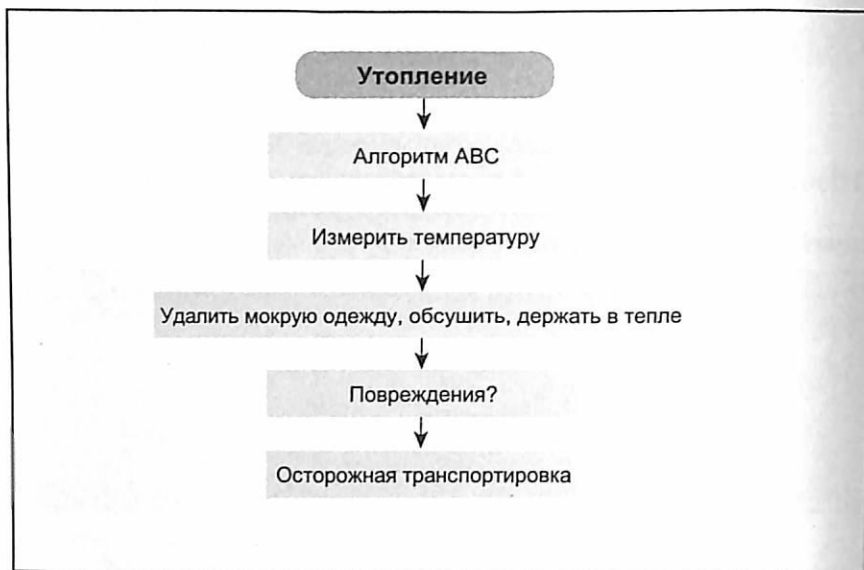 Утопление
Алгоритм АВС
Измерить температуру
Удалить мокрую одежду, обсушить, держать в тепле
Повреждения?
Осторожная транспортировка